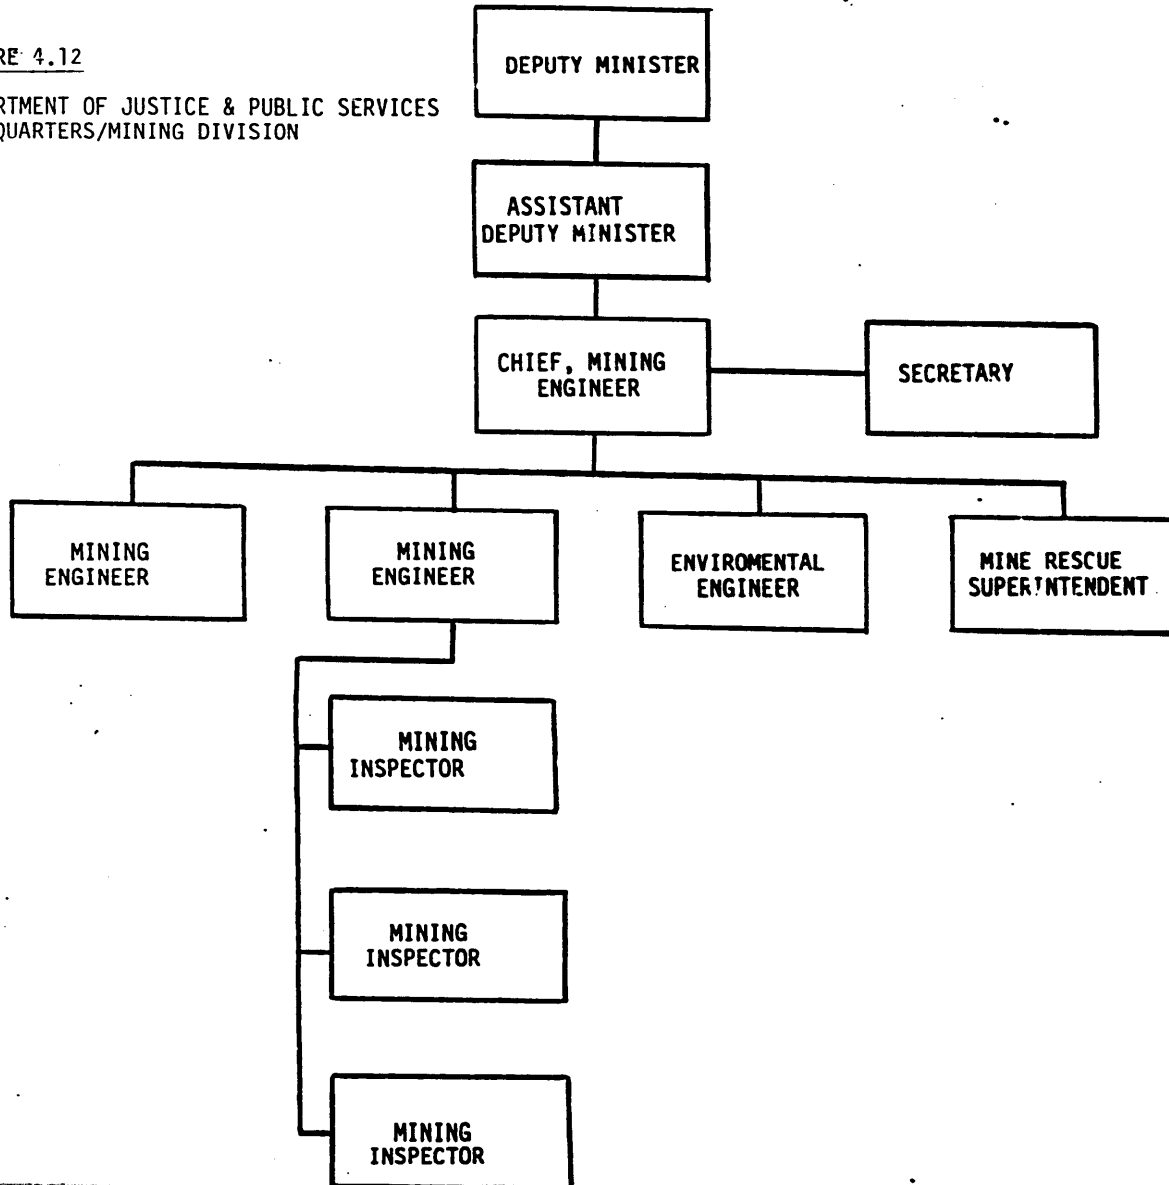 RE 4.12
RTMENT OF JUSTICE & PUBLIC SERVICES
QUARTERS/MINING DIVISION
DEPUTY MINISTER
ASSISTANT
DEPUTY MINISTER
CHIEF, MINING
ENGINEER
SECRETARY
MINING
ENGINEER
MINING
ENGINEER
ENVIROMENTAL
ENGINEER
MINE RESCUE
SUPERINTENDENT
MINING
INSPECTOR
MINING
INSPECTOR
MINING
INSPECTOR